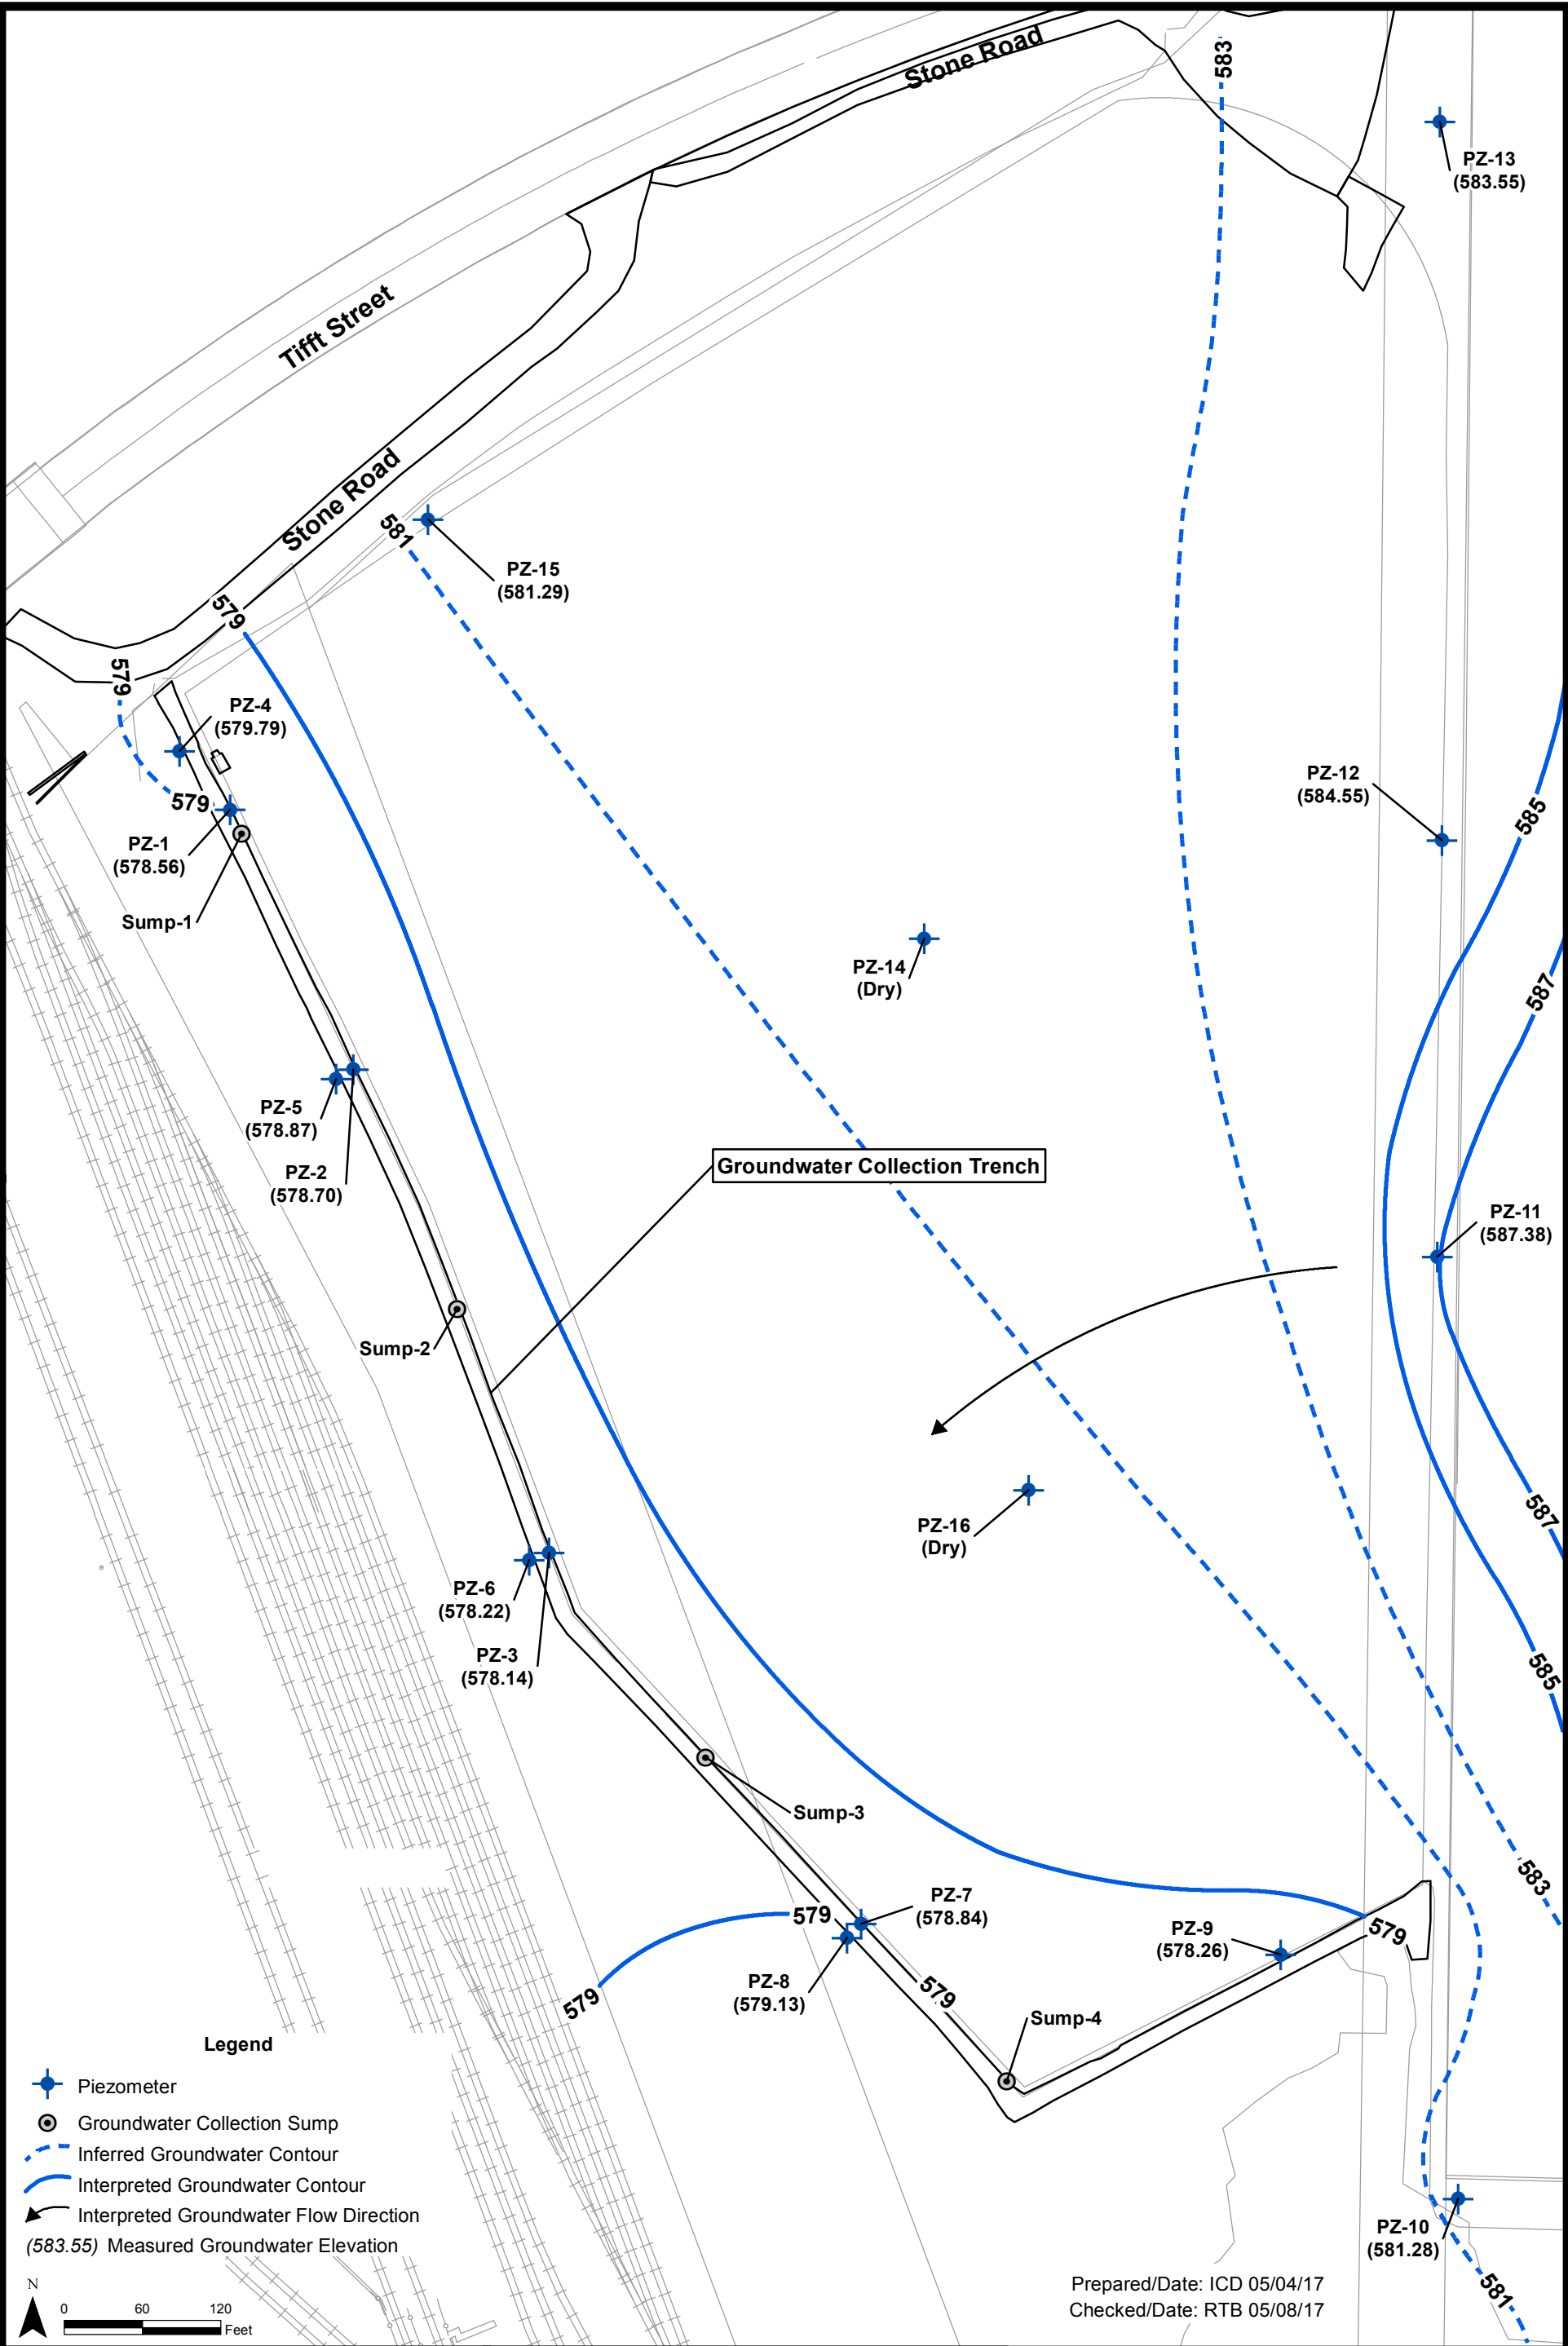 Stone Road
583
PZ-13
(583.55)
Tifft Street
Stone Road
581
PZ-15
(581.29)
579
579
PZ-4
(579.79)
579
PZ-1
(578.56)
Sump-1
PZ-12
(584.55)
585
587
PZ-14
(Dry)
PZ-5
(578.87)
PZ-2
(578.70)
Groundwater Collection Trench
PZ-11
(587.38)
Sump-2
PZ-16
(Dry)
587
PZ-6
(578.22)
PZ-3
(578.14)
585
Sump-3
583
PZ-7
(578.84)
579
PZ-9
(578.26)
579
PZ-8
(579.13)
579
579
Sump-4
PZ-10
(581.28)
581
Legend
Piezometer
Groundwater Collection Sump
Inferred Groundwater Contour
Interpreted Groundwater Contour
Interpreted Groundwater Flow Direction
(583.55) Measured Groundwater Elevation
N
0 60 120
Feet
Prepared/Date: ICD 05/04/17
Checked/Date: RTB 05/08/17